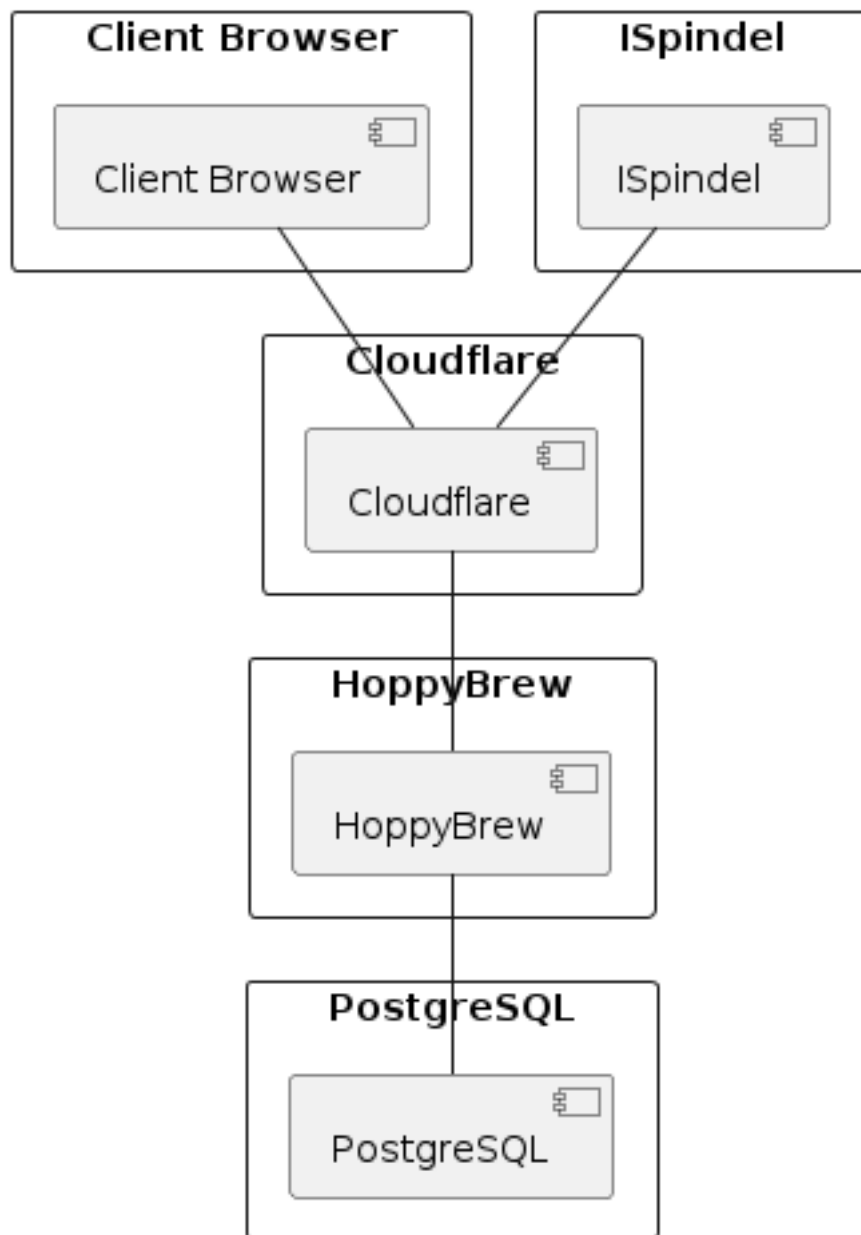 Client Browser
ISpindel
Client Browser
ISpindel
Cloudflare
Cloudflare
HoppyBrew
HoppyBrew
PostgreSQL
PostgreSQL